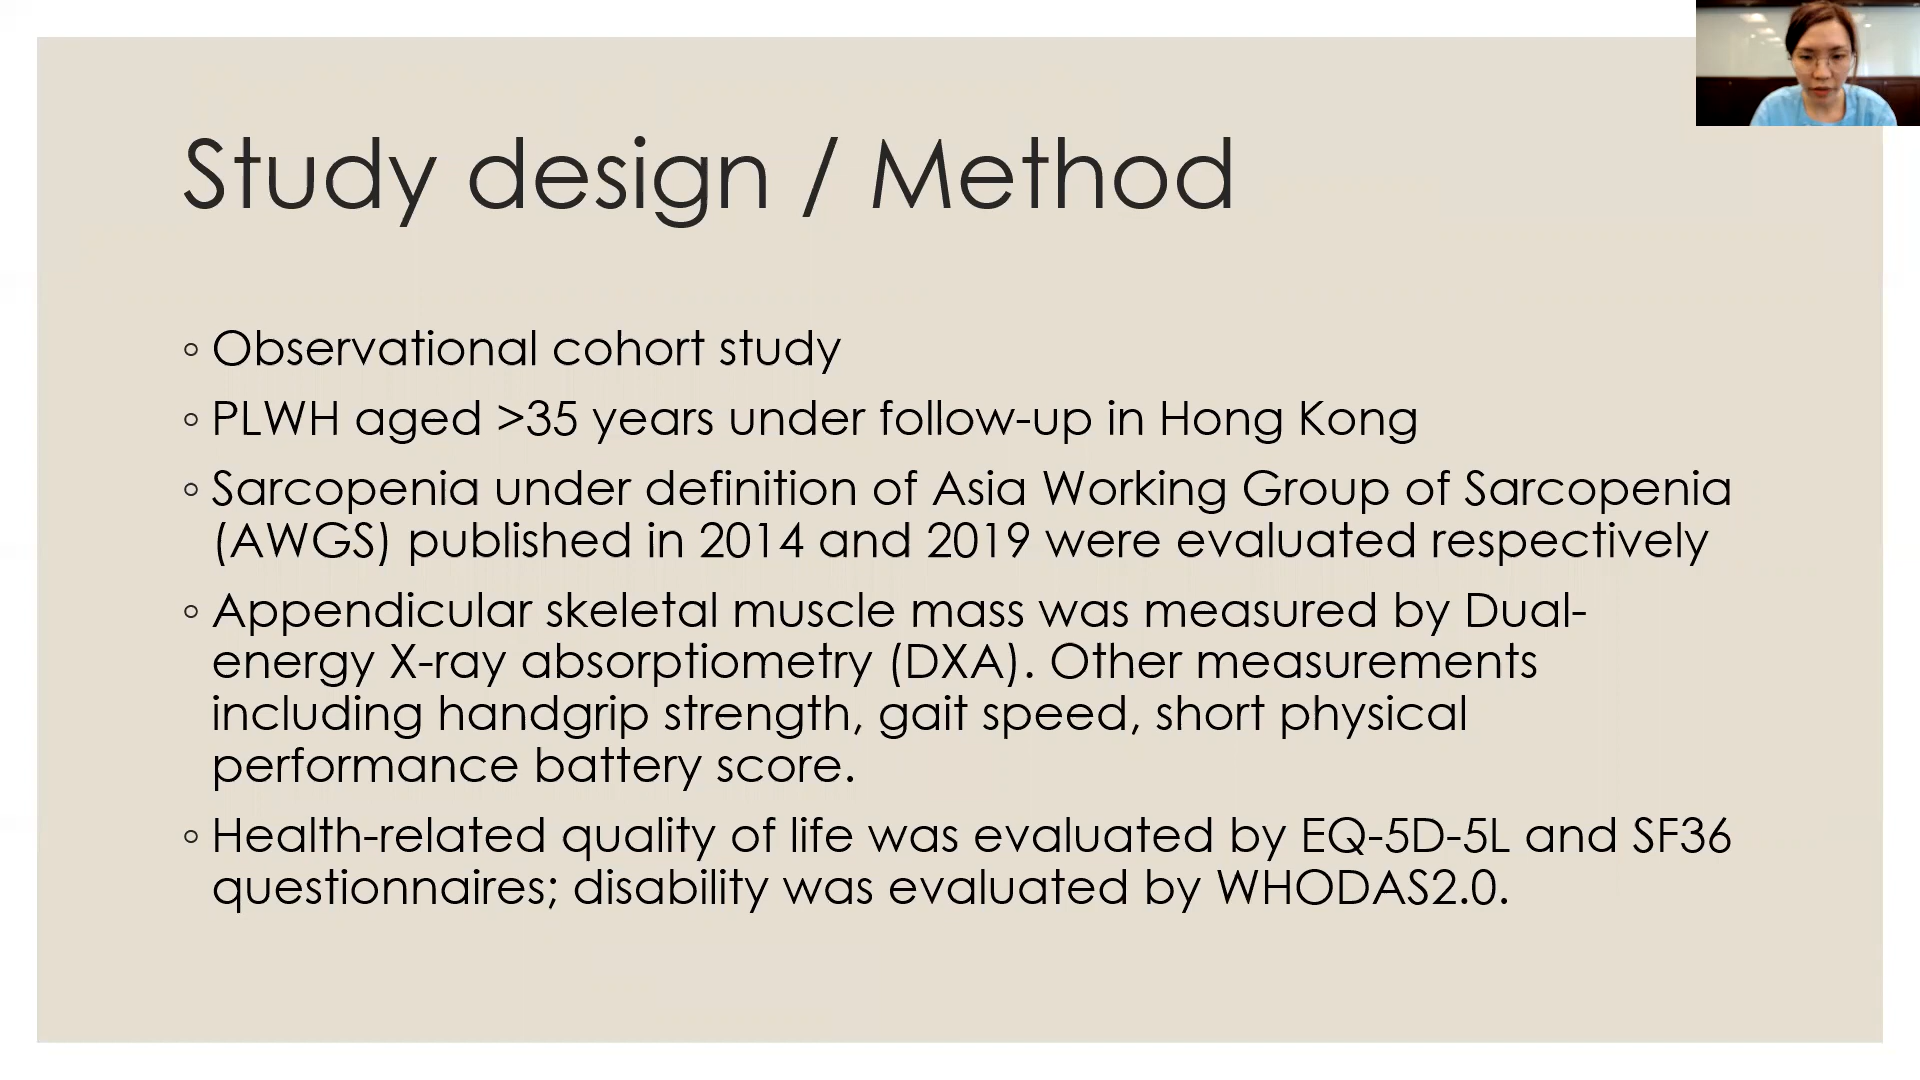 Study design / Method
◦ Observational cohort study
◦ PLWH aged >35 years under follow-up in Hong Kong
◦ Sarcopenia under definition of Asia Working Group of Sarcopenia
(AWGS) published in 2014 and 2019 were evaluated respectively
◦ Appendicular skeletal muscle mass was measured by Dual-
energy X-ray absorptiometry (DXA). Other measurements
including handgrip strength, gait speed, short physical
performance battery score.
◦ Health-related quality of life was evaluated by EQ-5D-5L and SF36
questionnaires; disability was evaluated by WHODAS2.0.